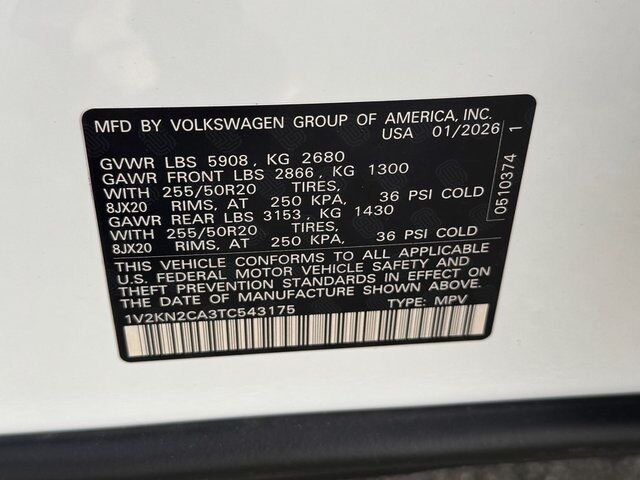 MFD BY VOLKSWAGEN GROUP OF AMERICA, INC.
USA 01/2026
GVWR LBS 5908, KG 2680
GAWR FRONT LBS 2866, KG 1300
WITH 255/50R20 TIRES,
8JX20 RIMS, AT 250 KPA, 36 PSI COLD
GAWR REAR LBS 3153, KG 1430
WITH 255/50R20 TIRES,
8JX20 RIMS, AT 250 KPA, 36 PSI COLD
THIS VEHICLE CONFORMS TO ALL APPLICABLE
U.S. FEDERAL MOTOR VEHICLE SAFETY AND
THEFT PREVENTION STANDARDS IN EFFECT ON
THE DATE OF MANUFACTURE SHOWN ABOVE.
1V2KN2CA3TC543175 TYPE: MPV
0510374 1